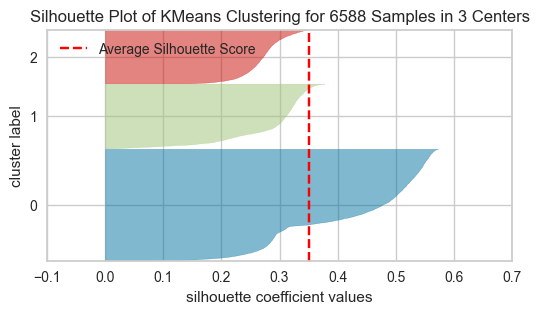 Silhouette Plot of KMeans Clustering for 6588 Samples in 3 Centers
Average Silhouette Score
cluster label
2
1
0
-0.1 0.0 0.1 0.2 0.3 0.4 0.5 0.6 0.7
silhouette coefficient values